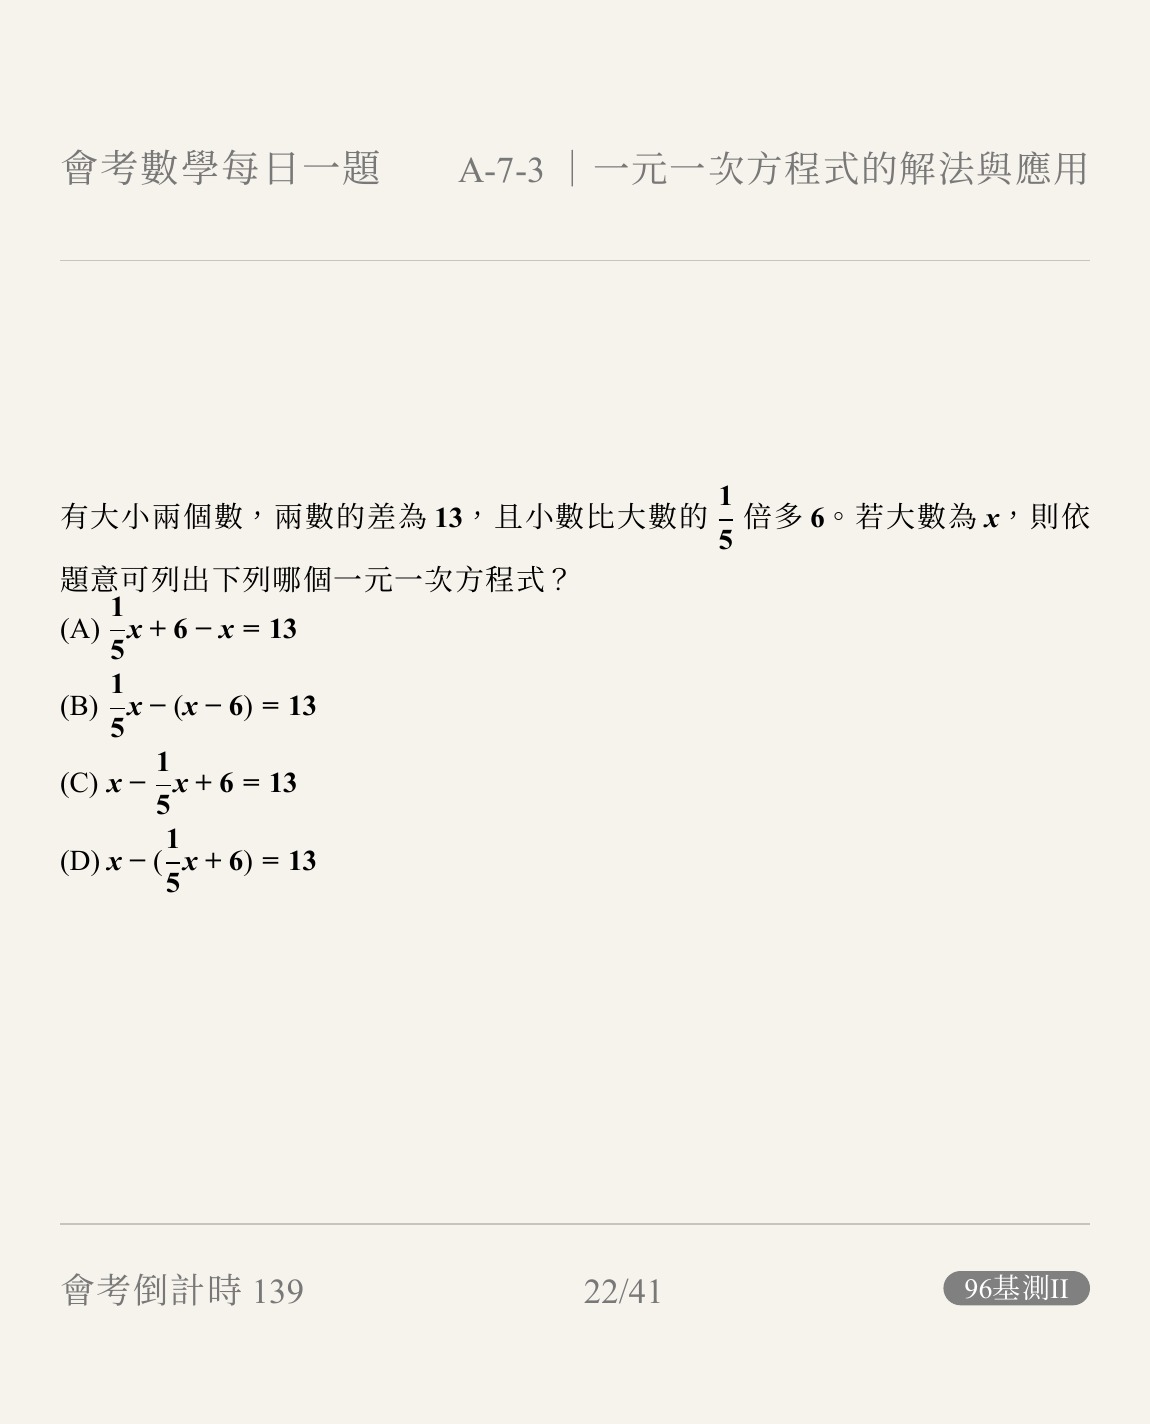 會考數學每日一題 A-7-3｜一元一次方程式的解法與應用
有大小兩個數，兩數的差為 13，且小數比大數的 1/5 倍多 6。若大數為 x，則依
題意可列出下列哪個一元一次方程式？
(A) 1/5 x + 6 − x = 13
(B) 1/5 x − (x − 6) = 13
(C) x − 1/5 x + 6 = 13
(D) x − (1/5 x + 6) = 13
會考倒計時 139 22/41 96基測II